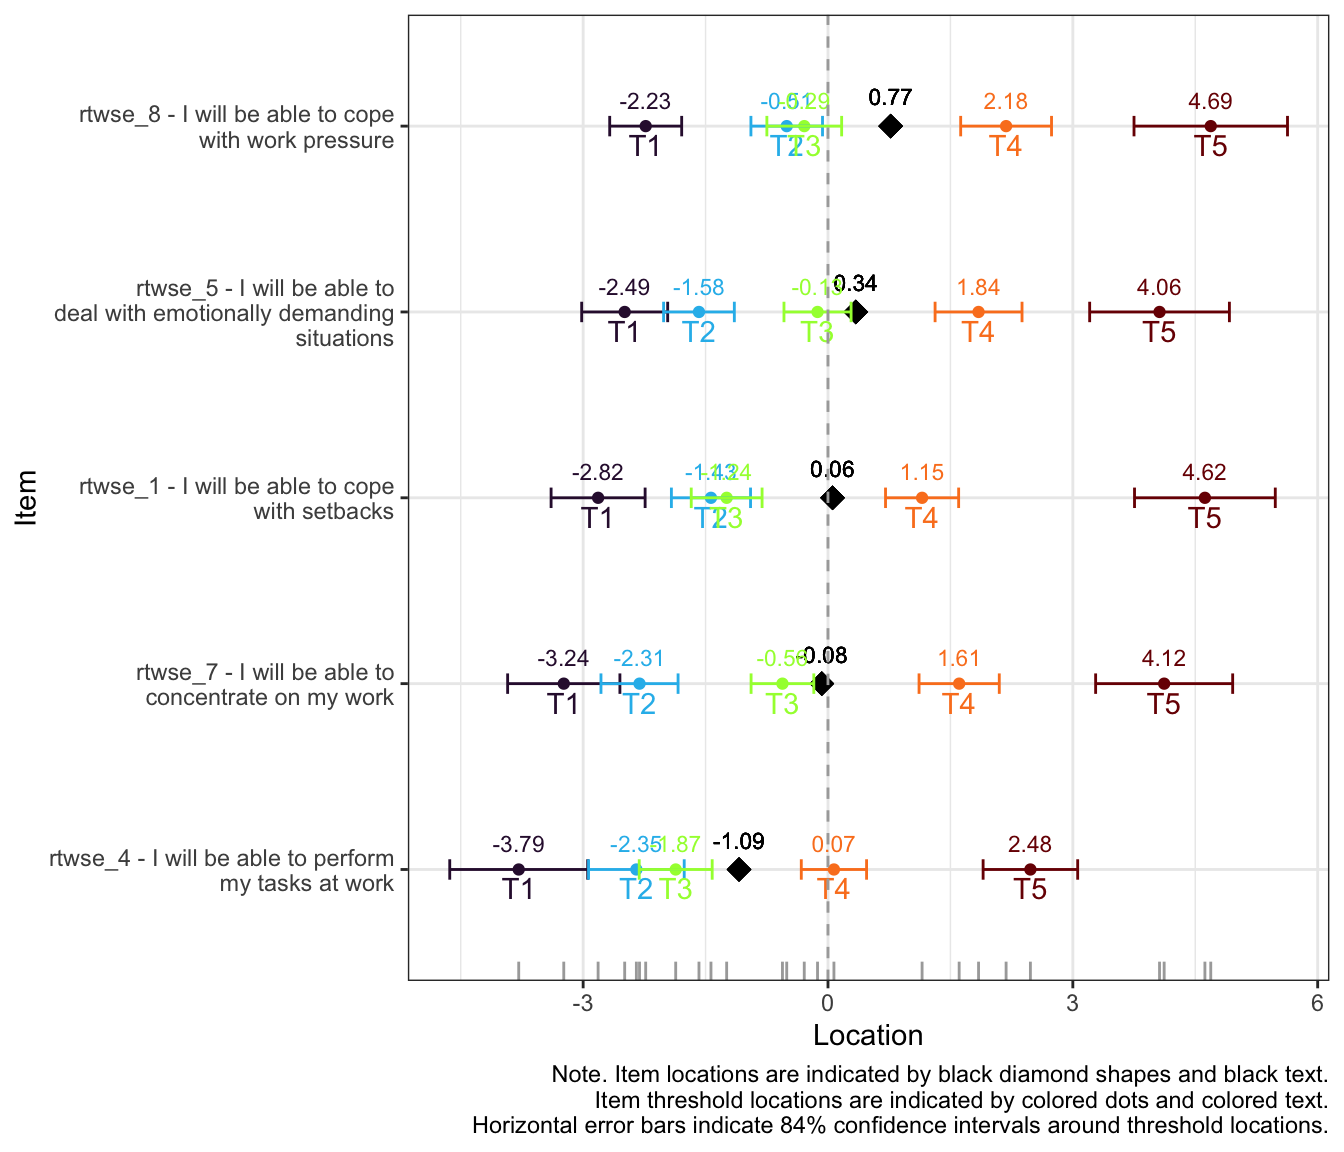 rtwse_8 - I will be able to cope
with work pressure
-2.23 -0.51 -0.29 0.77 2.18 4.69
T1 T2 T3 T4 T5
rtwse_5 - I will be able to
deal with emotionally demanding
situations
-2.49 -1.58 -0.13 0.34 1.84 4.06
T1 T2 T3 T4 T5
Item
rtwse_1 - I will be able to cope
with setbacks
-2.82 -1.43 -1.24 0.06 1.15 4.62
T1 T2 T3 T4 T5
rtwse_7 - I will be able to
concentrate on my work
-3.24 -2.31 -0.56 -0.08 1.61 4.12
T1 T2 T3 T4 T5
rtwse_4 - I will be able to perform
my tasks at work
-3.79 -2.35 -1.87 -1.09 0.07 2.48
T1 T2 T3 T4 T5
-3 0 3 6
Location
Note. Item locations are indicated by black diamond shapes and black text.
Item threshold locations are indicated by colored dots and colored text.
Horizontal error bars indicate 84% confidence intervals around threshold locations.